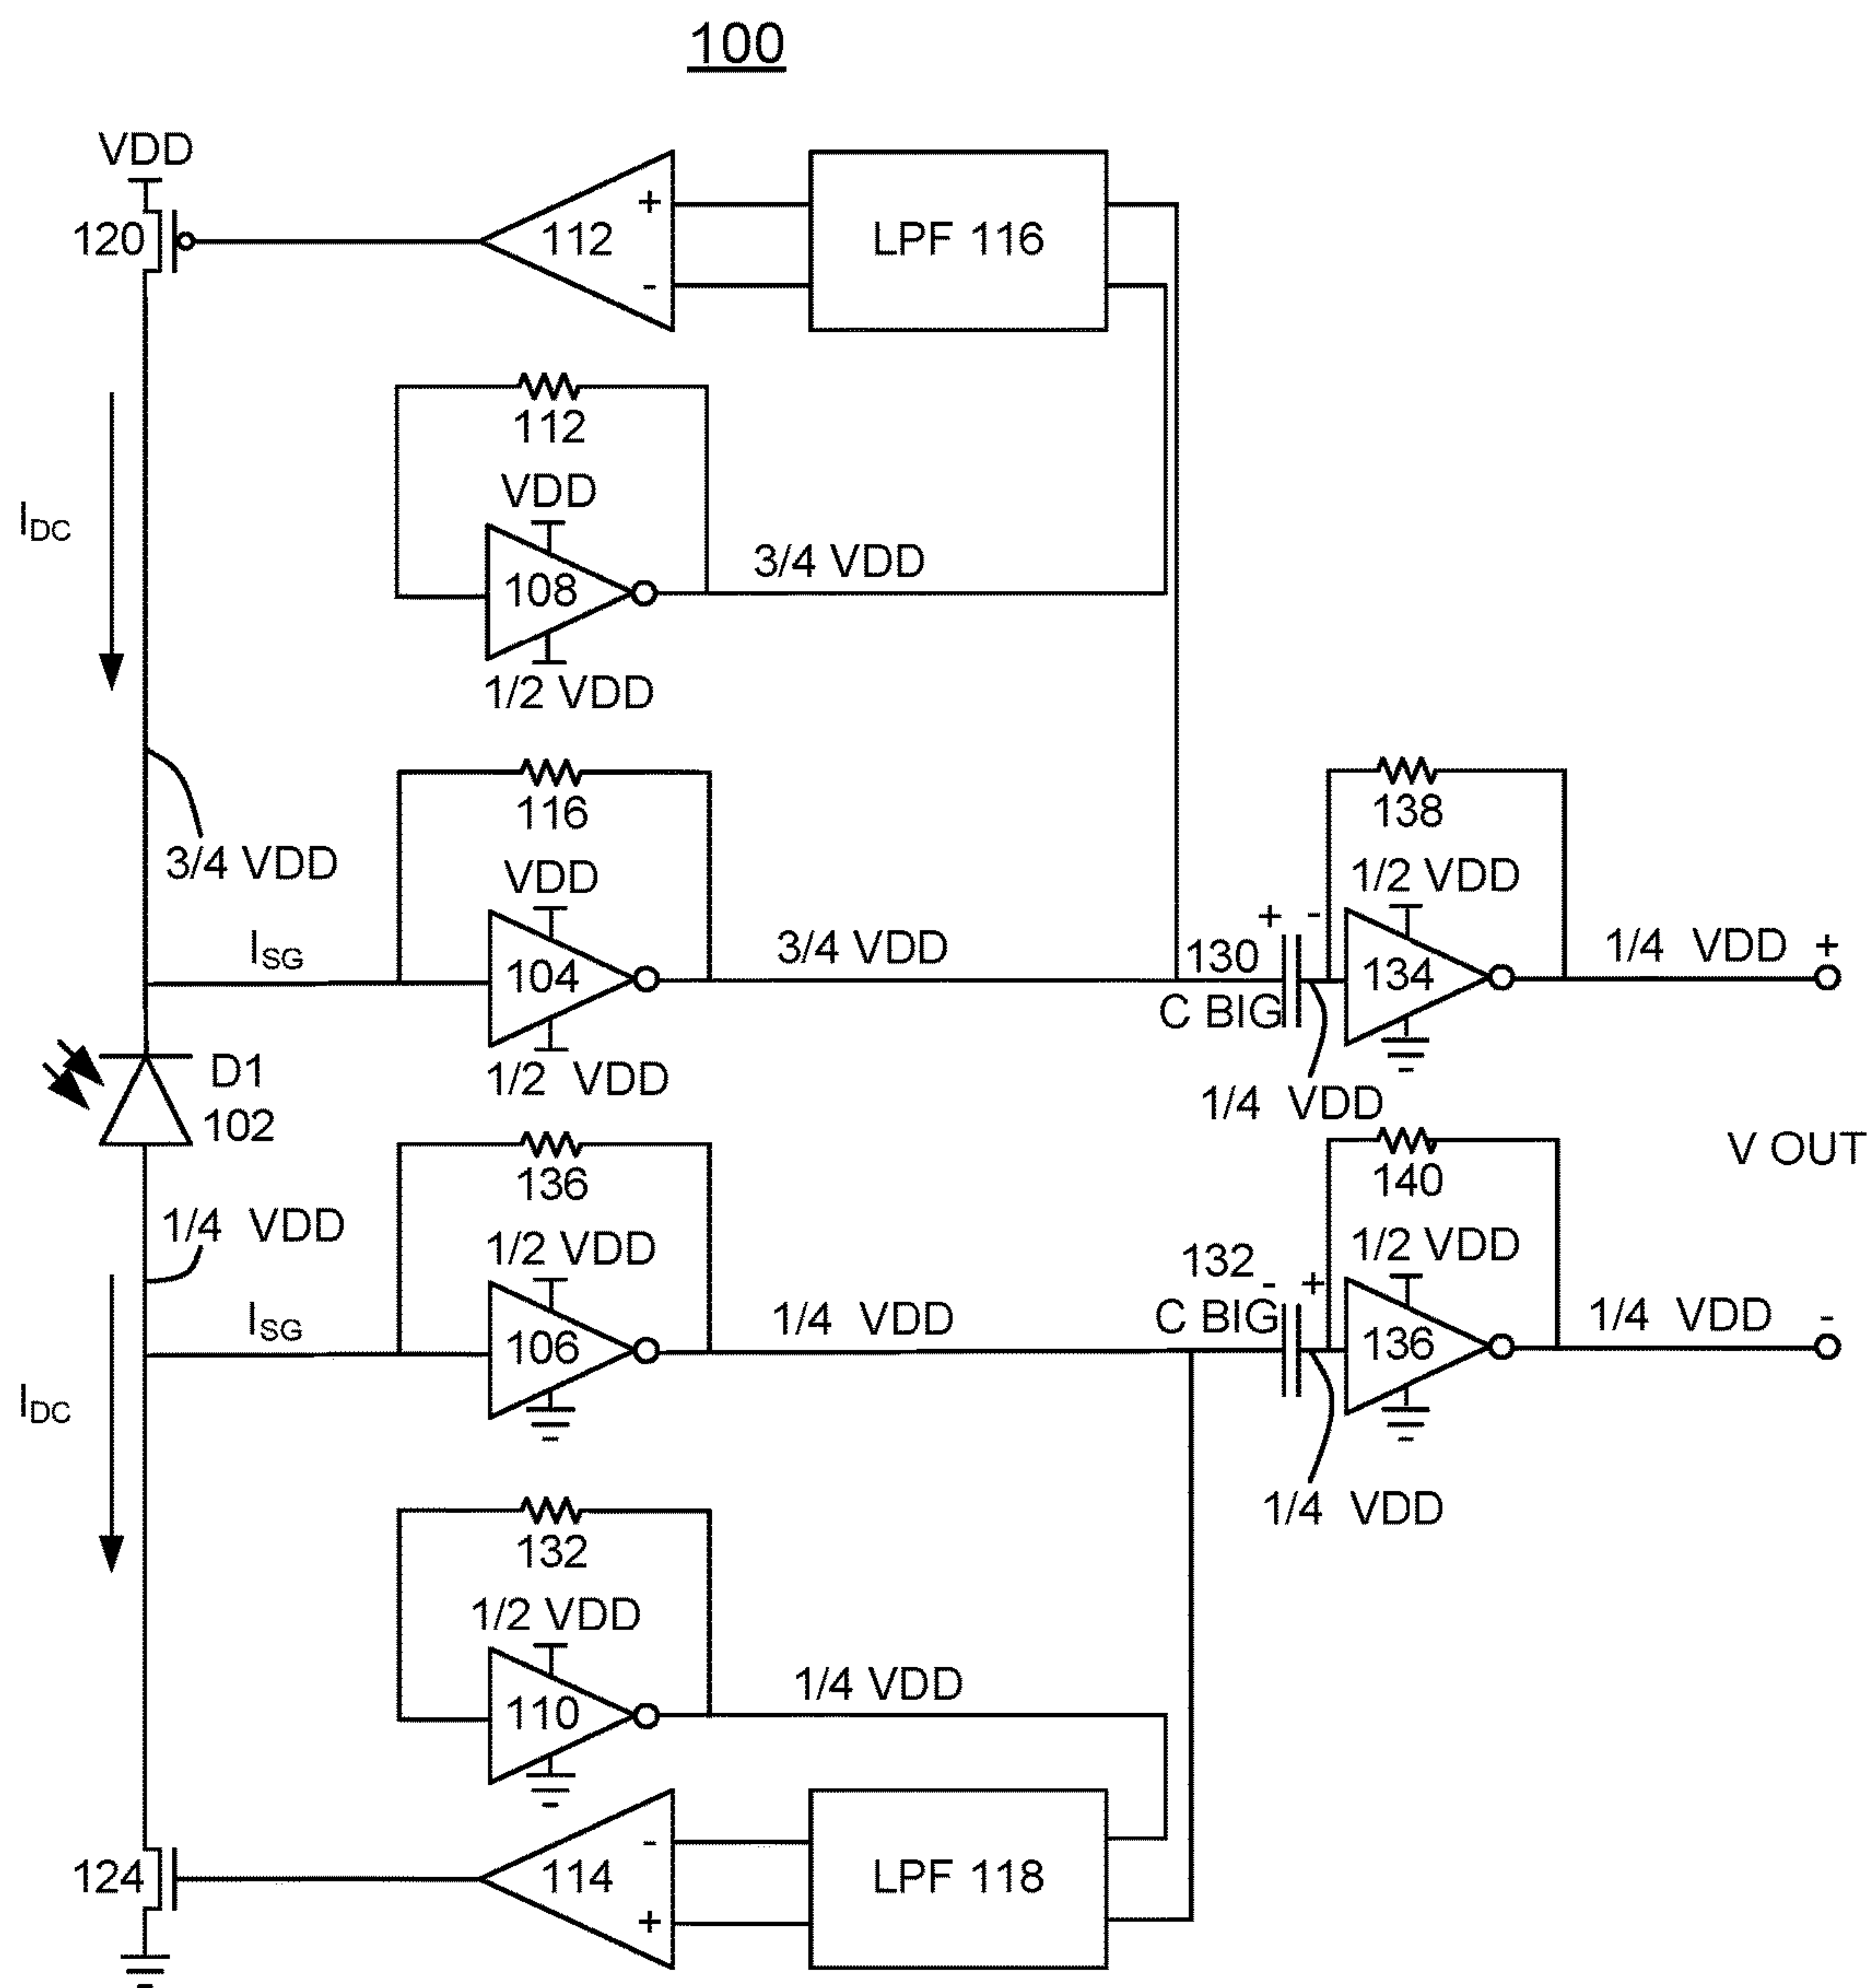 100
VDD
120
112
+
-
LPF 116
112
VDD
108
3/4 VDD
1/2 VDD
IDC
3/4 VDD
116
VDD
ISG
104
3/4 VDD
1/2 VDD
130
C BIG
+ -
138
1/2 VDD
134
1/4 VDD +
1/4 VDD
D1
102
136
1/2 VDD
1/4 VDD
ISG
106
1/4 VDD
132
C BIG
- +
140
1/2 VDD
136
V OUT
1/4 VDD -
1/4 VDD
IDC
132
1/2 VDD
110
1/4 VDD
124
114
-
+
LPF 118